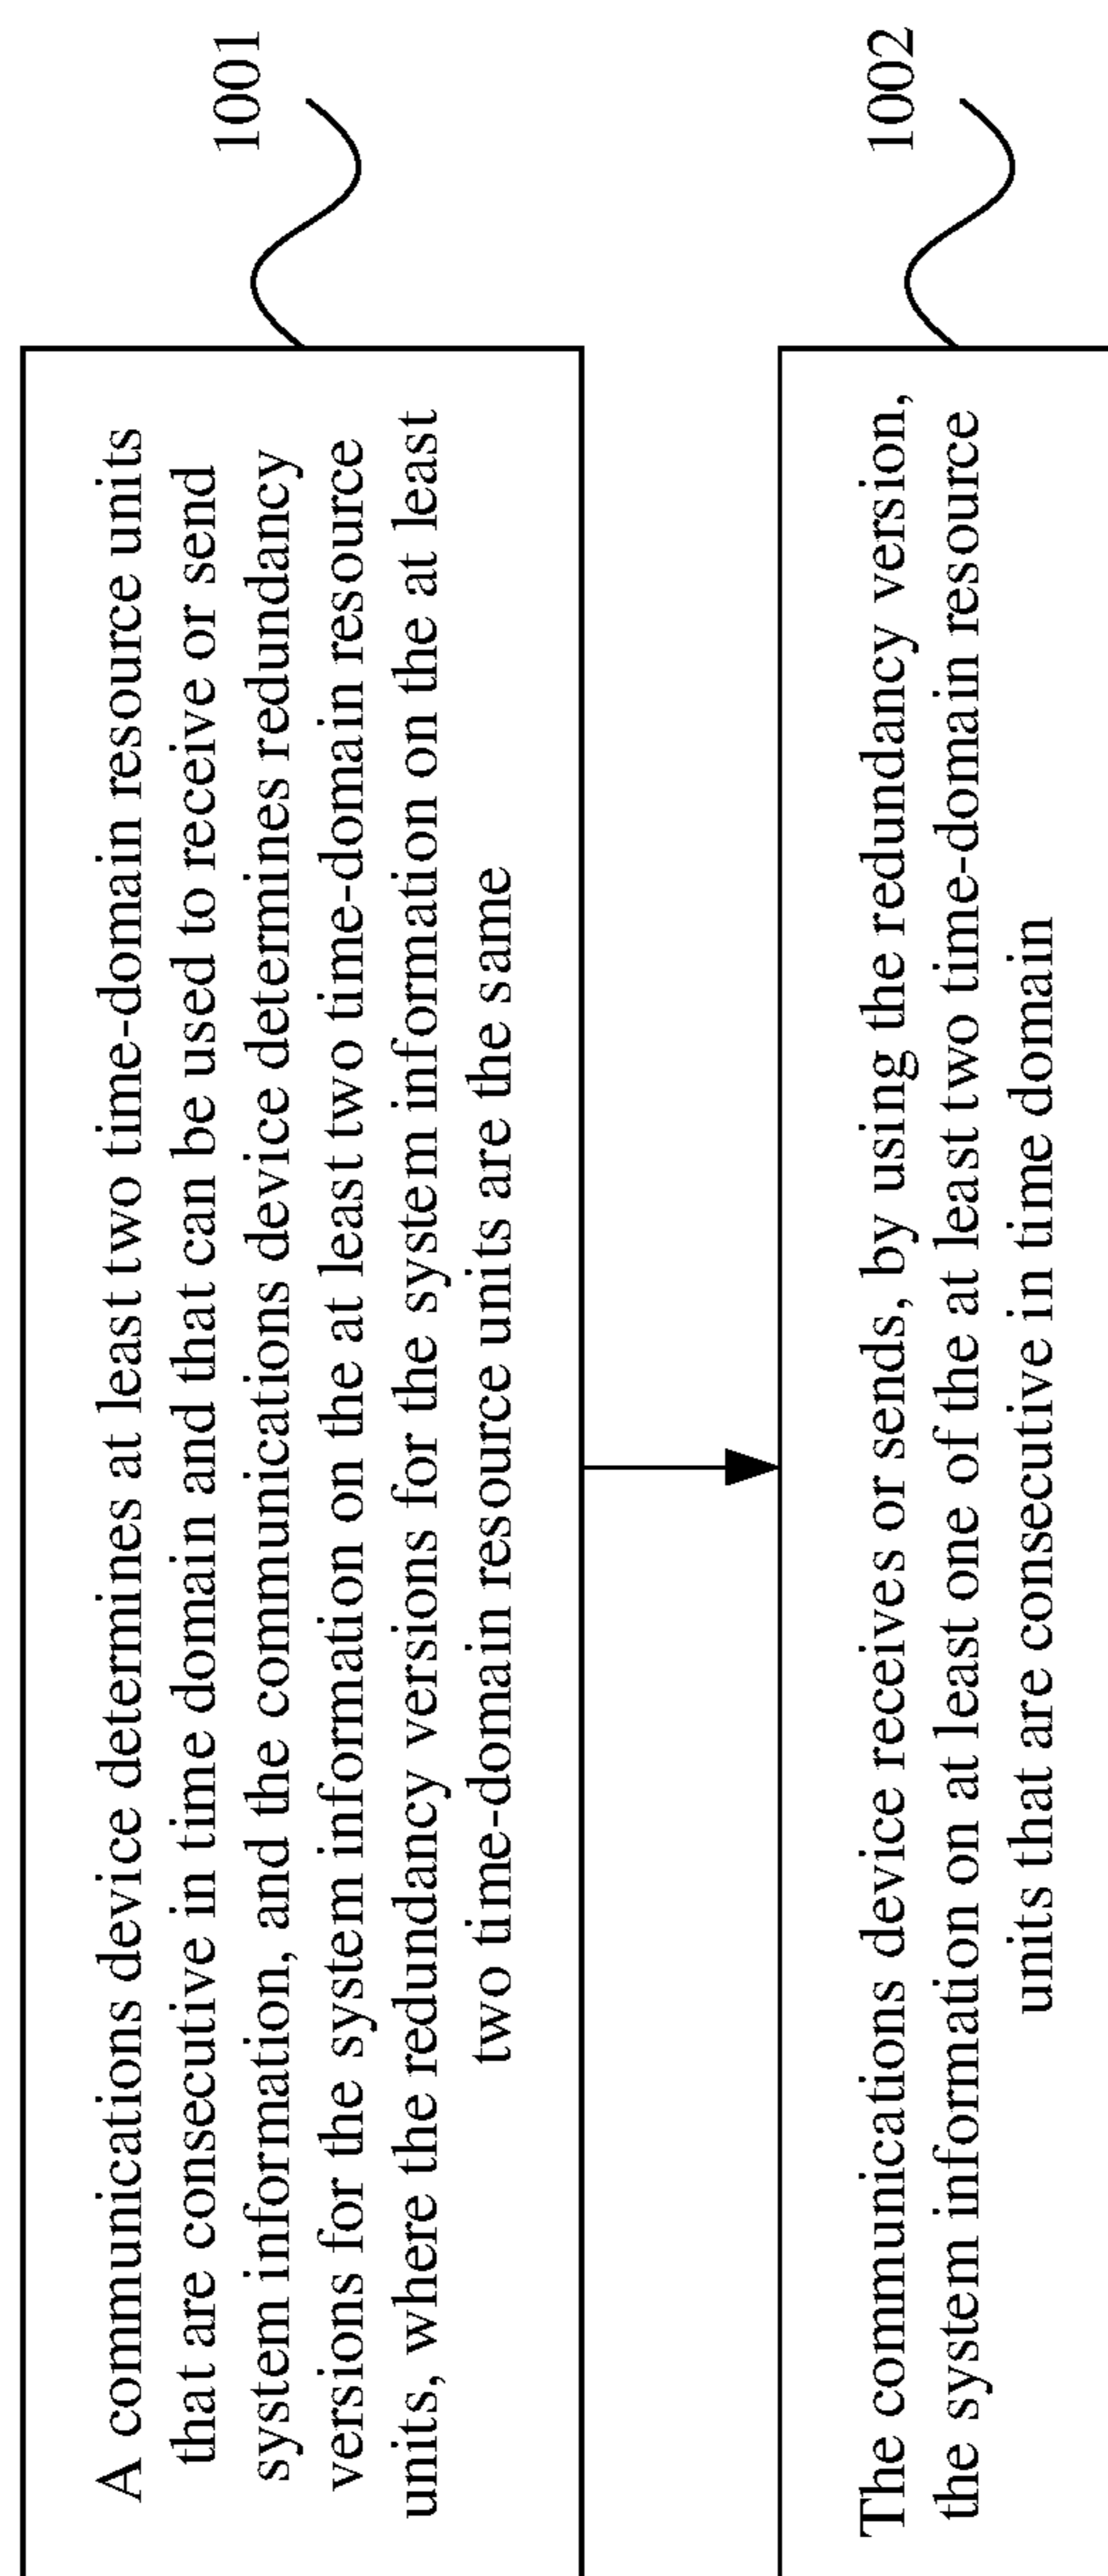 A communications device determines at least two time-domain resource units
that are consecutive in time domain and that can be used to receive or send
system information, and the communications device determines redundancy
versions for the system information on the at least two time-domain resource
units, where the redundancy versions for the system information on the at least
two time-domain resource units are the same
1001
The communications device receives or sends, by using the redundancy version,
the system information on at least one of the at least two time-domain resource
units that are consecutive in time domain
1002